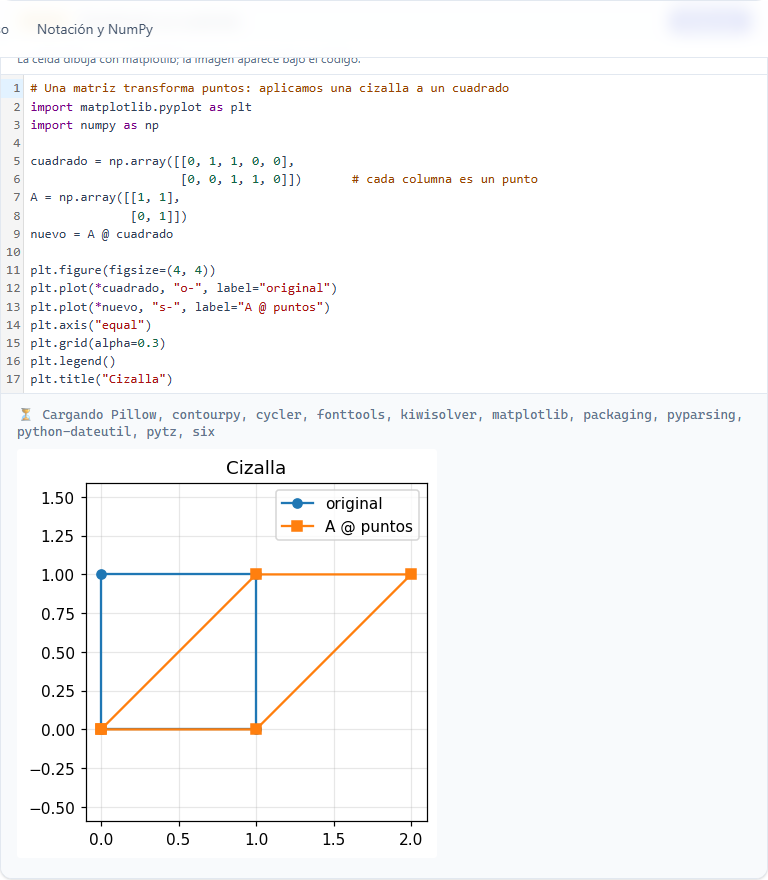 o Notación y NumPy
La celda dibuja con matplotlib; la imagen aparece bajo el código.
1 # Una matriz transforma puntos: aplicamos una cizalla a un cuadrado
2 import matplotlib.pyplot as plt
3 import numpy as np
4
5 cuadrado = np.array([[0, 1, 1, 0, 0],
6                     [0, 0, 1, 1, 0]])       # cada columna es un punto
7 A = np.array([[1, 1],
8              [0, 1]])
9 nuevo = A @ cuadrado
10
11 plt.figure(figsize=(4, 4))
12 plt.plot(*cuadrado, "o-", label="original")
13 plt.plot(*nuevo, "s-", label="A @ puntos")
14 plt.axis("equal")
15 plt.grid(alpha=0.3)
16 plt.legend()
17 plt.title("Cizalla")
⏳ Cargando Pillow, contourpy, cycler, fonttools, kiwisolver, matplotlib, packaging, pyparsing,
python-dateutil, pytz, six
Cizalla
original
A @ puntos
1.50
1.25
1.00
0.75
0.50
0.25
0.00
−0.25
−0.50
0.0 0.5 1.0 1.5 2.0